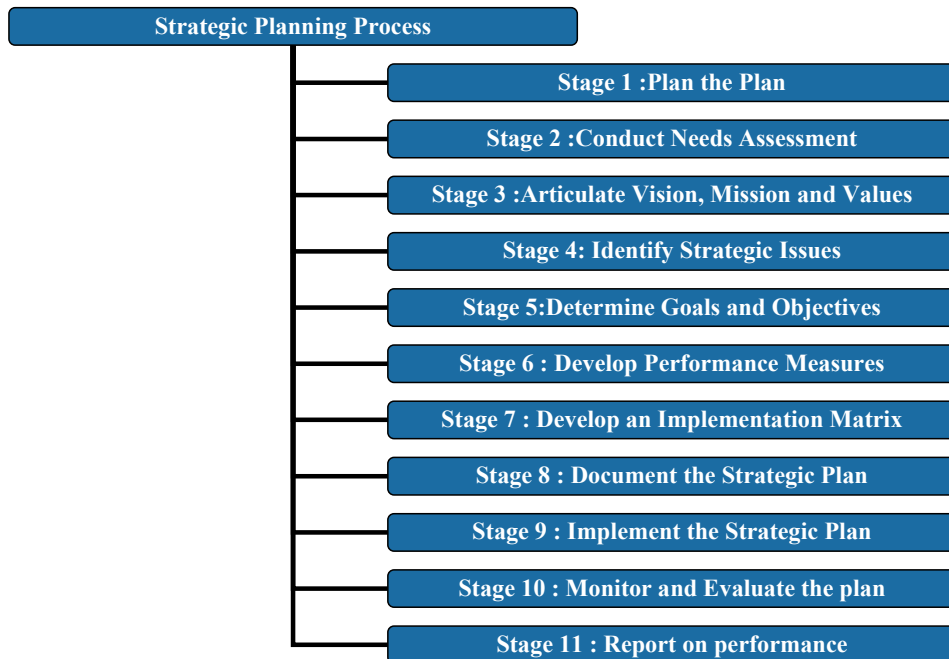 Strategic Planning Process
Stage 1 :Plan the Plan
Stage 2 :Conduct Needs Assessment
Stage 3 :Articulate Vision, Mission and Values
Stage 4: Identify Strategic Issues
Stage 5:Determine Goals and Objectives
Stage 6 : Develop Performance Measures
Stage 7 : Develop an Implementation Matrix
Stage 8 : Document the Strategic Plan
Stage 9 : Implement the Strategic Plan
Stage 10 : Monitor and Evaluate the plan
Stage 11 : Report on performance